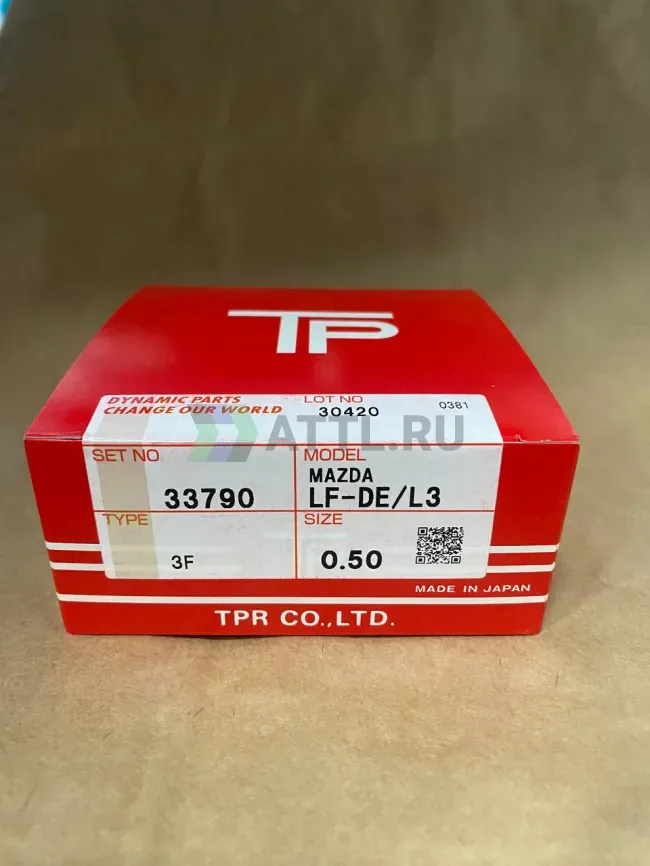 TP
DYNAMIC PARTS
CHANGE OUR WORLD
LOT NO
30420
0381
ATTL.RU
SET NO
33790
MODEL
MAZDA
LF-DE/L3
TYPE
3F
SIZE
0.50
MADE IN JAPAN
TPR CO.,LTD.